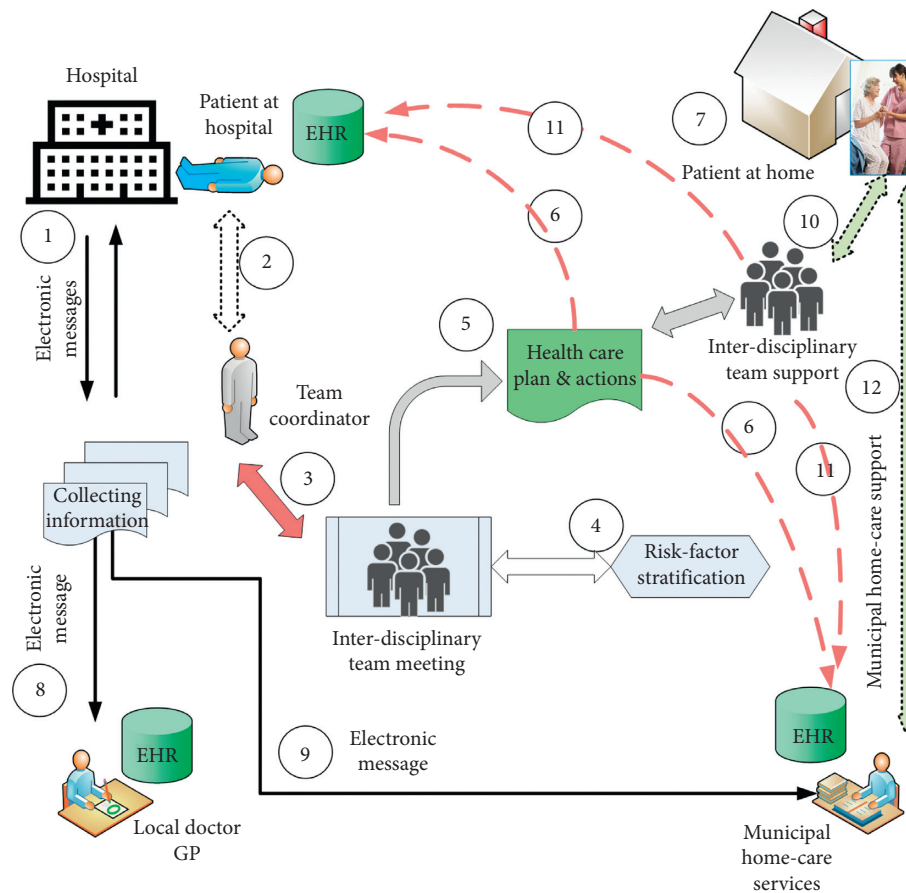 Hospital
Patient at
hospital
EHR
11
7
Patient at home
1
Electronic
messages
2
6
10
5
Health care
plan & actions
Inter-disciplinary
team support
12
Team
coordinator
6
11
Municipal home-care support
3
Collecting
information
4
Risk-factor
stratification
Inter-disciplinary
team meeting
Electronic
message
8
EHR
Local doctor
GP
9
Electronic
message
EHR
Municipal
home-care
services